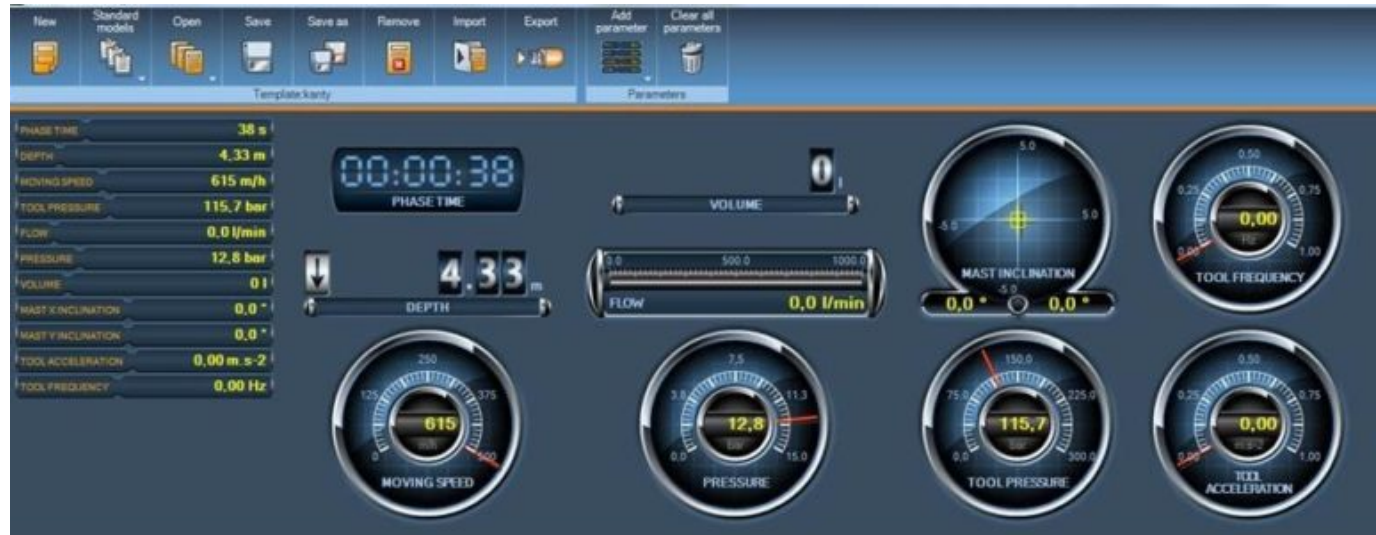 New
Standard models
Open
Save
Save as
Remove
Import
Export
Add parameter
Clear all parameters
Template:kanty
Parameters
PHASE TIME 38 s
DEPTH 4,33 m
MOVING SPEED 615 m/h
TOOL PRESSURE 115,7 bar
FLOW 0,0 l/min
PRESSURE 12,8 bar
VOLUME 0 l
MAST X INCLINATION 0,0 °
MAST Y INCLINATION 0,0 °
TOOL ACCELERATION 0,00 m.s-2
TOOL FREQUENCY 0,00 Hz
00:00:38
PHASE TIME
0 l
VOLUME
4.33 m
DEPTH
0.0 500.0 1000.0
FLOW 0,0 l/min
5.0
-5.0 5.0
MAST INCLINATION
-5.0
0,0 ° 0,0 °
0,50
0,25 0,75
0,00
Hz
0,00 1,00
TOOL FREQUENCY
250
125 375
615
m/h
0 500
MOVING SPEED
7,5
3,8 11,3
12,8
bar
0,0 15,0
PRESSURE
150,0
75,0 225,0
115,7
bar
0,0 300,0
TOOL PRESSURE
0,50
0,25 0,75
0,00
m.s-2
0,00 1,00
TOOL
ACCELERATION